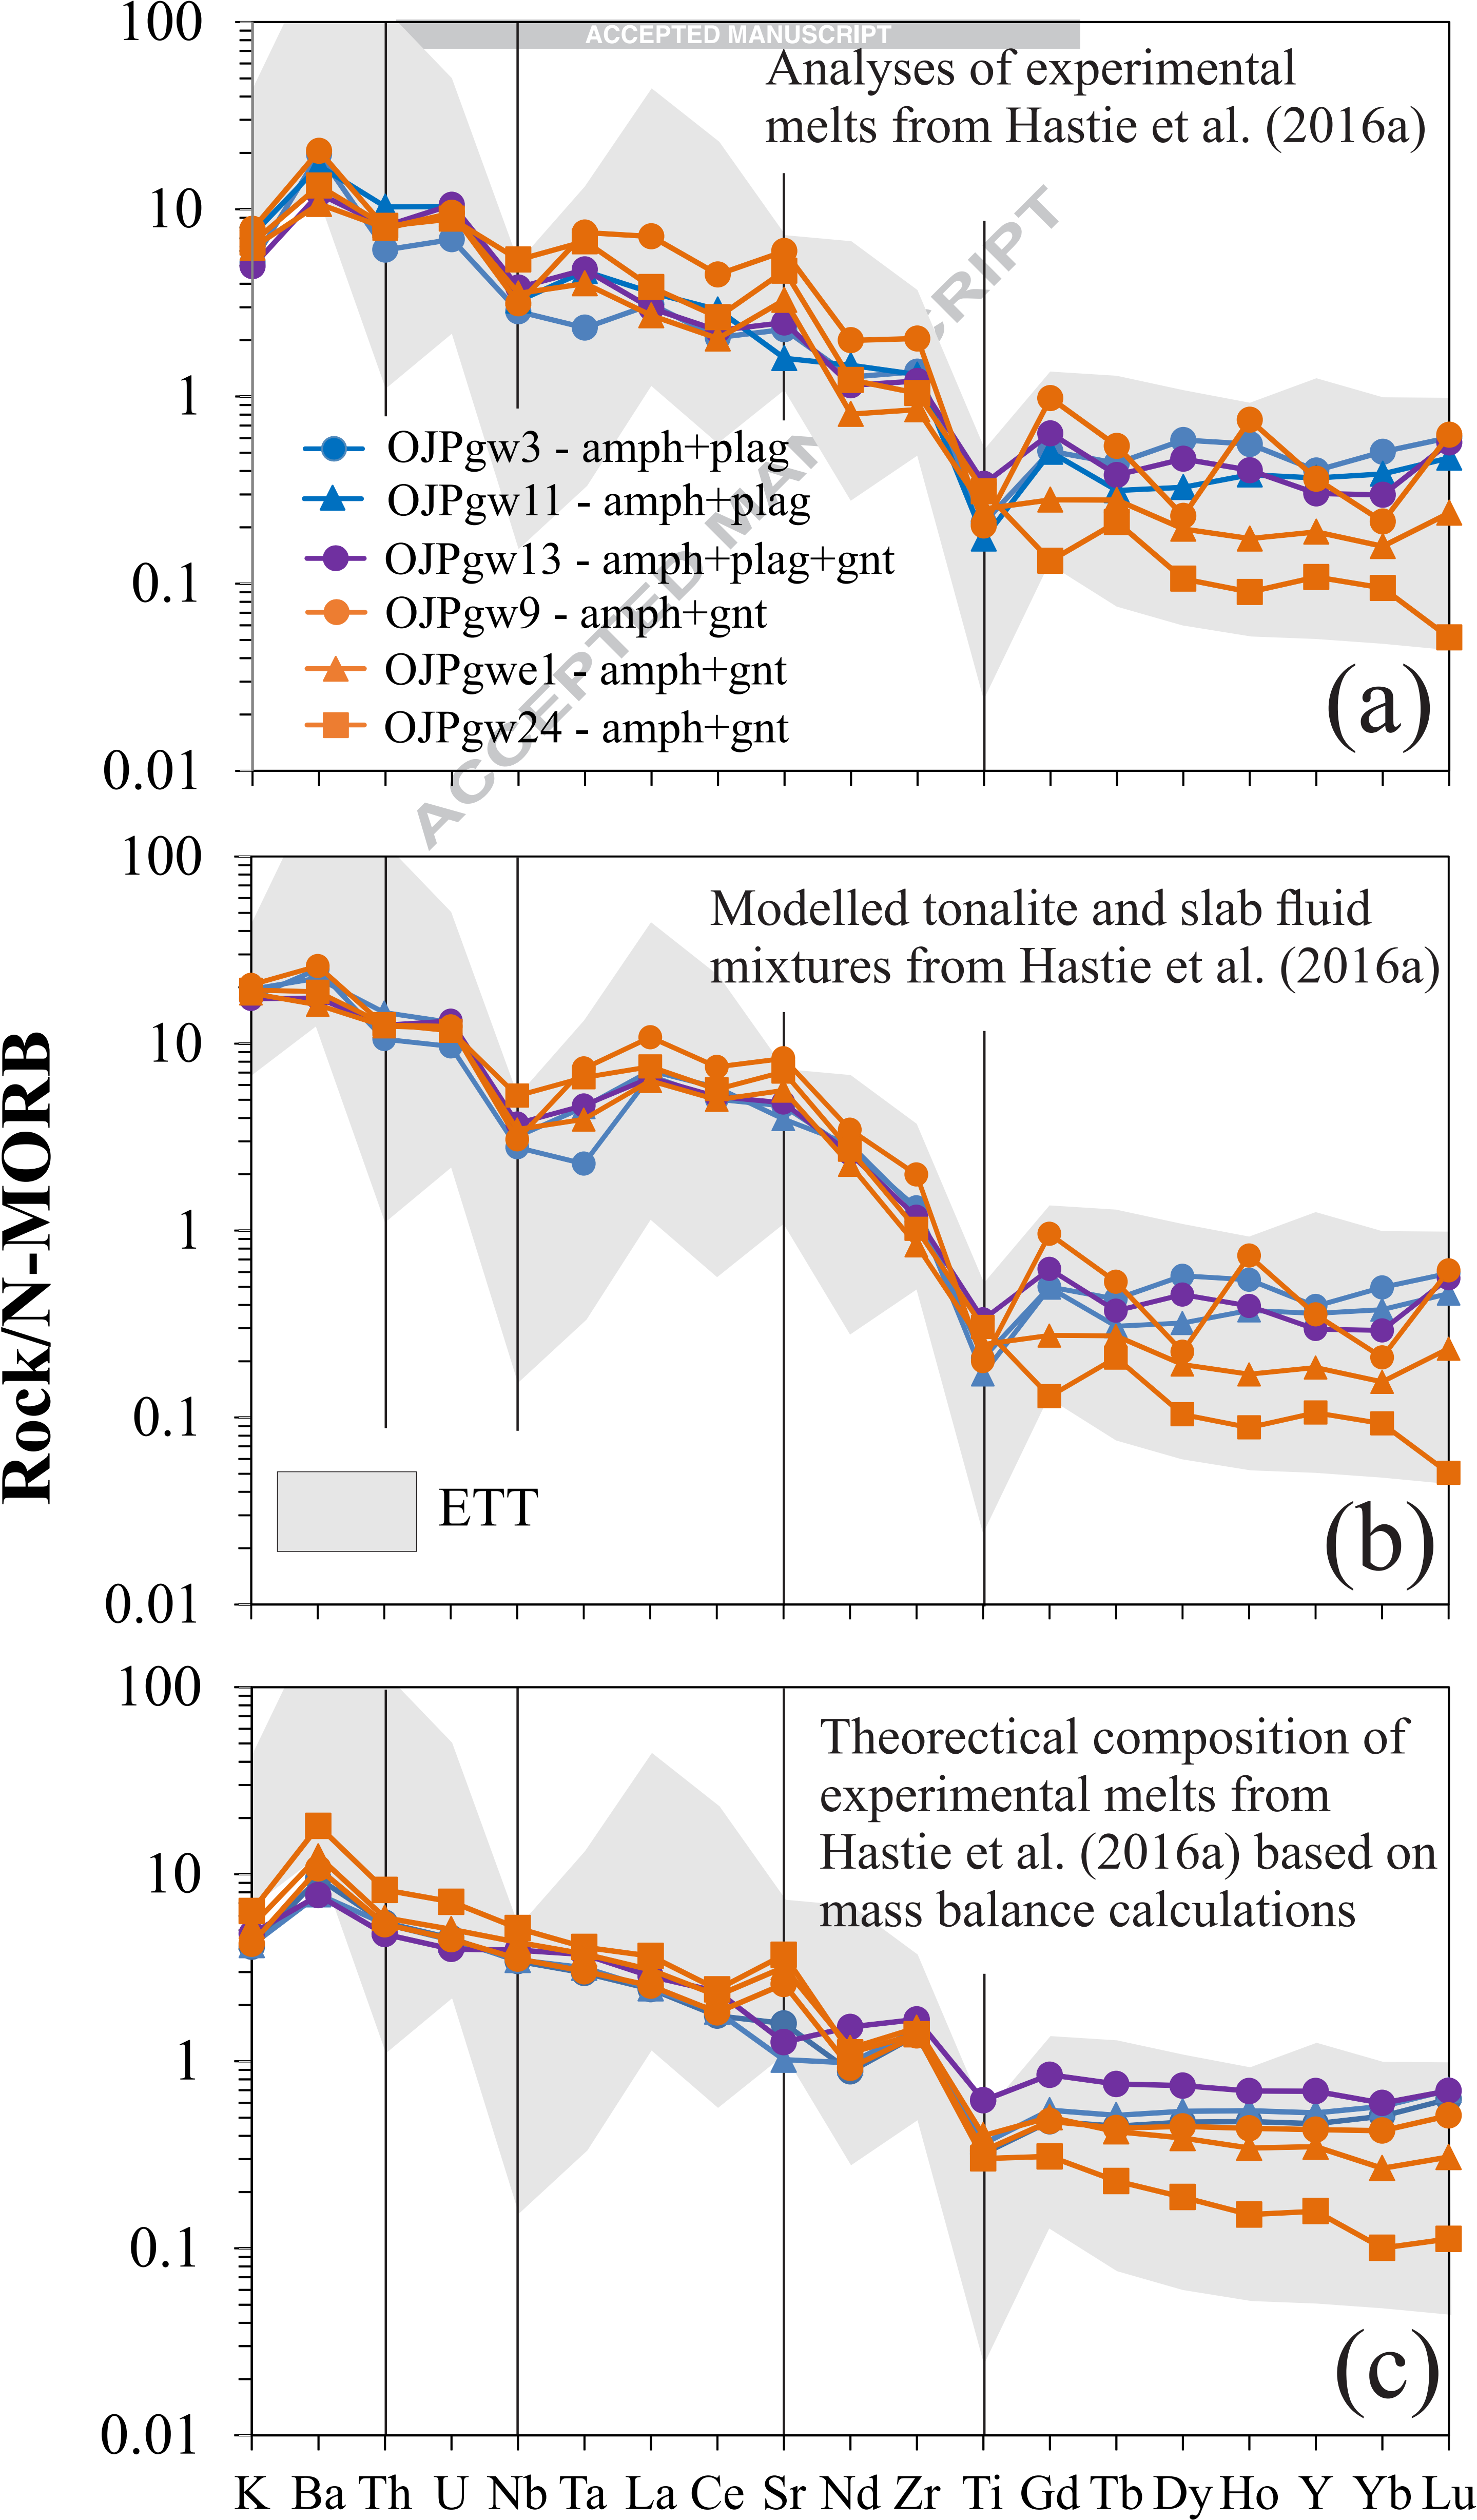 ACCEPTED MANUSCRIPT
100
10
1
0.1
0.01
Analyses of experimental
melts from Hastie et al. (2016a)
ACCEPTED MANUSCRIPT
OJPgw3 - amph+plag
OJPgw11 - amph+plag
OJPgw13 - amph+plag+gnt
OJPgw9 - amph+gnt
OJPgwe1 - amph+gnt
OJPgw24 - amph+gnt
(a)
Rock/N-MORB
100
10
1
0.1
0.01
Modelled tonalite and slab fluid
mixtures from Hastie et al. (2016a)
ETT
(b)
100
10
1
0.1
0.01
Theorectical composition of
experimental melts from
Hastie et al. (2016a) based on
mass balance calculations
(c)
K Ba Th U Nb Ta La Ce Sr Nd Zr Ti Gd Tb Dy Ho Y Yb Lu